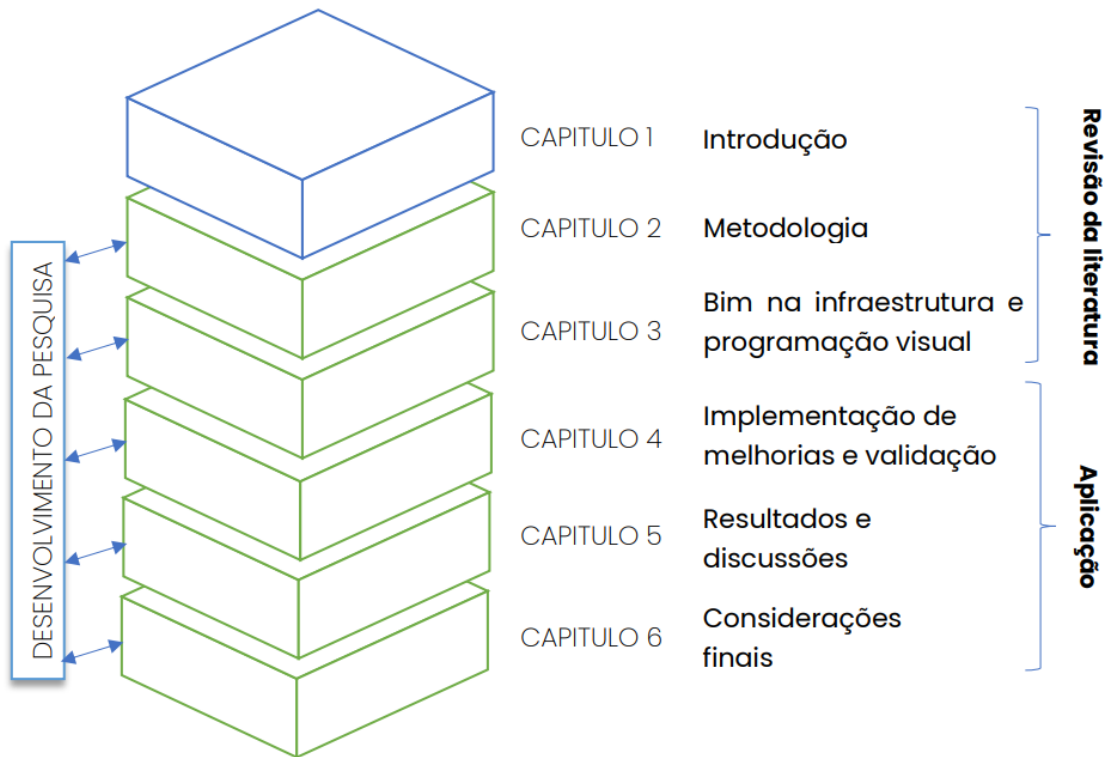 CAPITULO 1
Introdução
CAPITULO 2
Metodologia
CAPITULO 3
Bim na infraestrutura e
programação visual
Revisão da literatura
CAPITULO 4
Implementação de
melhorias e validação
CAPITULO 5
Resultados e
discussões
CAPITULO 6
Considerações
finais
Aplicação
DESENVOLVIMENTO DA PESQUISA